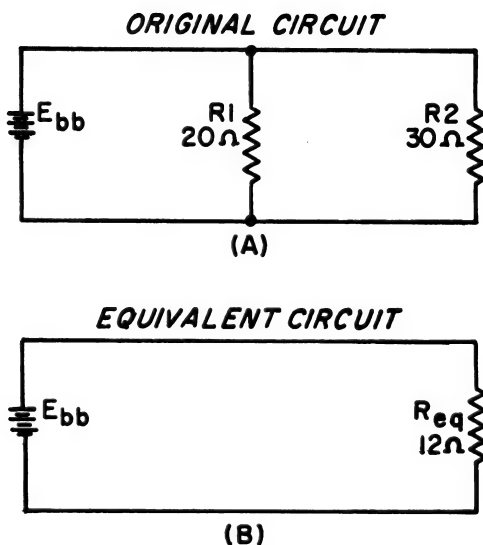 ORIGINAL CIRCUIT
Ebb
R1
20Ω
R2
30Ω
(A)
EQUIVALENT CIRCUIT
Ebb
Req
12Ω
(B)